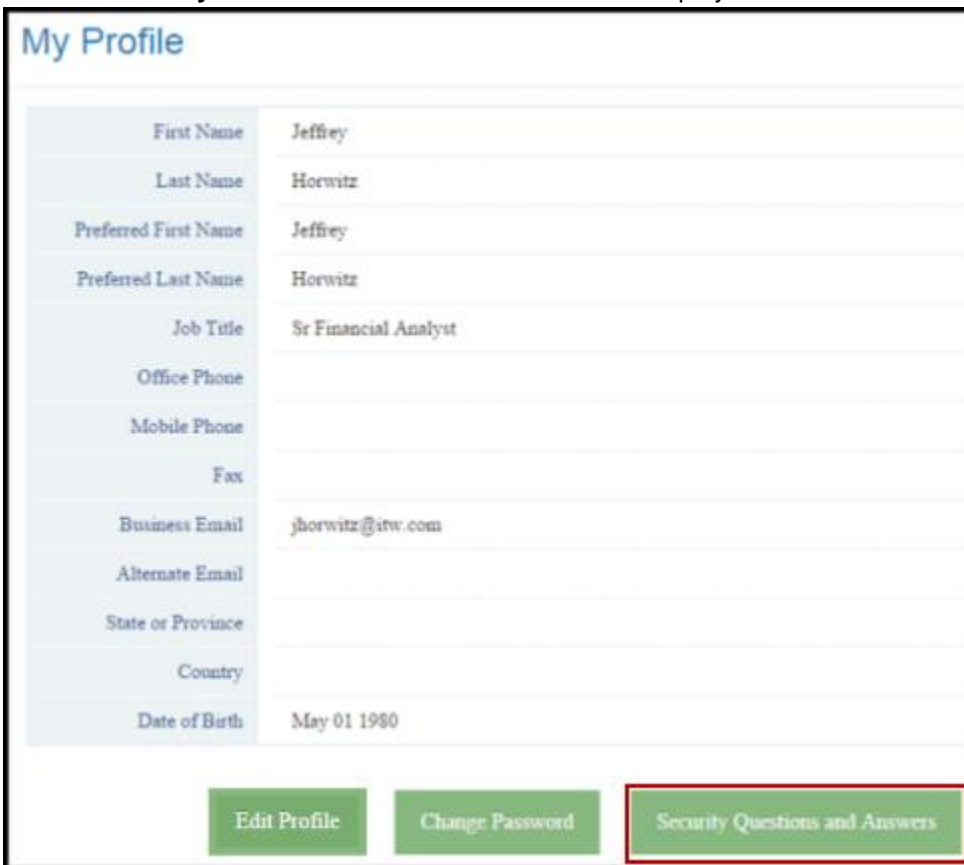 My Profile
First Name Jeffrey
Last Name Horwitz
Preferred First Name Jeffrey
Preferred Last Name Horwitz
Job Title Sr Financial Analyst
Office Phone
Mobile Phone
Fax
Business Email jhorwitz@itw.com
Alternate Email
State or Province
Country
Date of Birth May 01 1980
Edit Profile Change Password Security Questions and Answers